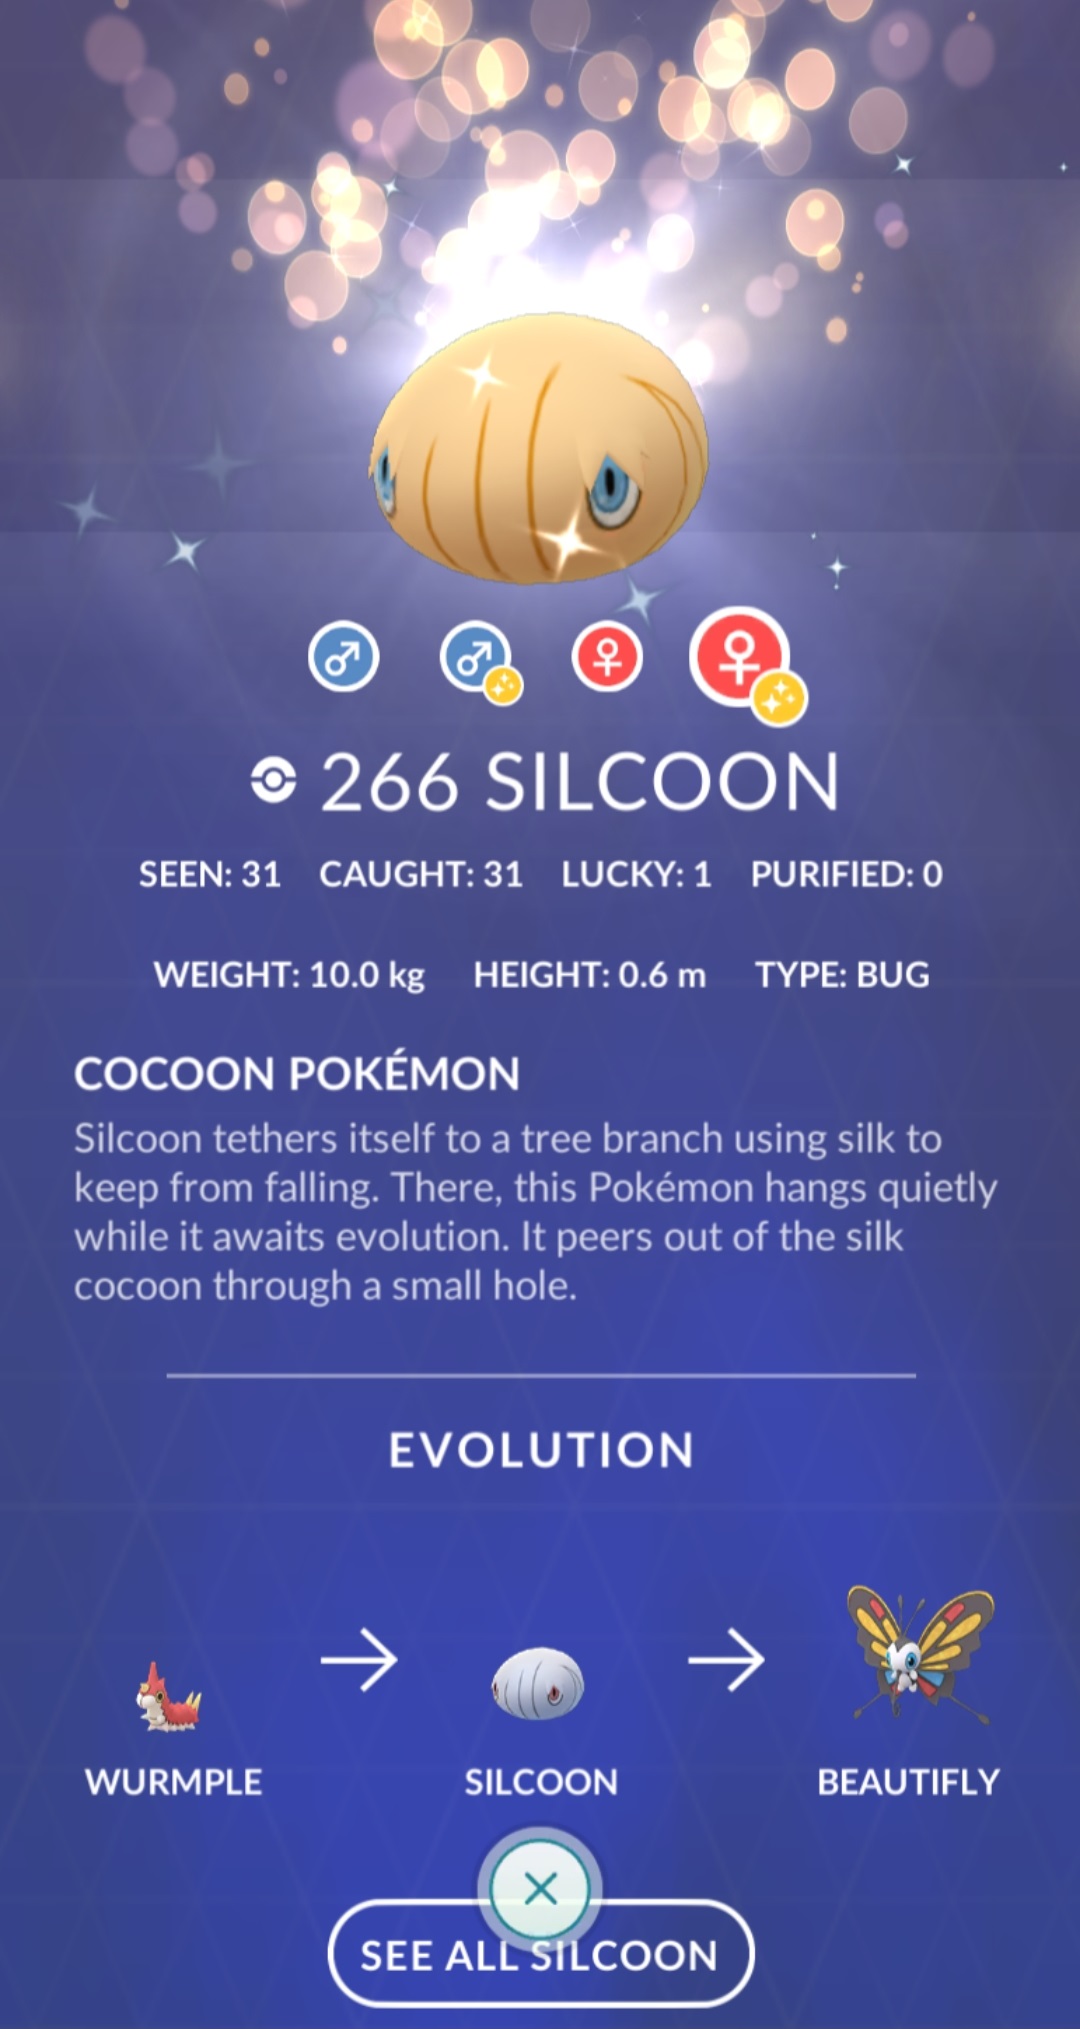 266 SILCOON
SEEN: 31 CAUGHT: 31 LUCKY: 1 PURIFIED: 0
WEIGHT: 10.0 kg HEIGHT: 0.6 m TYPE: BUG
COCOON POKÉMON
Silcoon tethers itself to a tree branch using silk to
keep from falling. There, this Pokémon hangs quietly
while it awaits evolution. It peers out of the silk
cocoon through a small hole.
EVOLUTION
WURMPLE SILCOON BEAUTIFLY
SEE ALL SILCOON